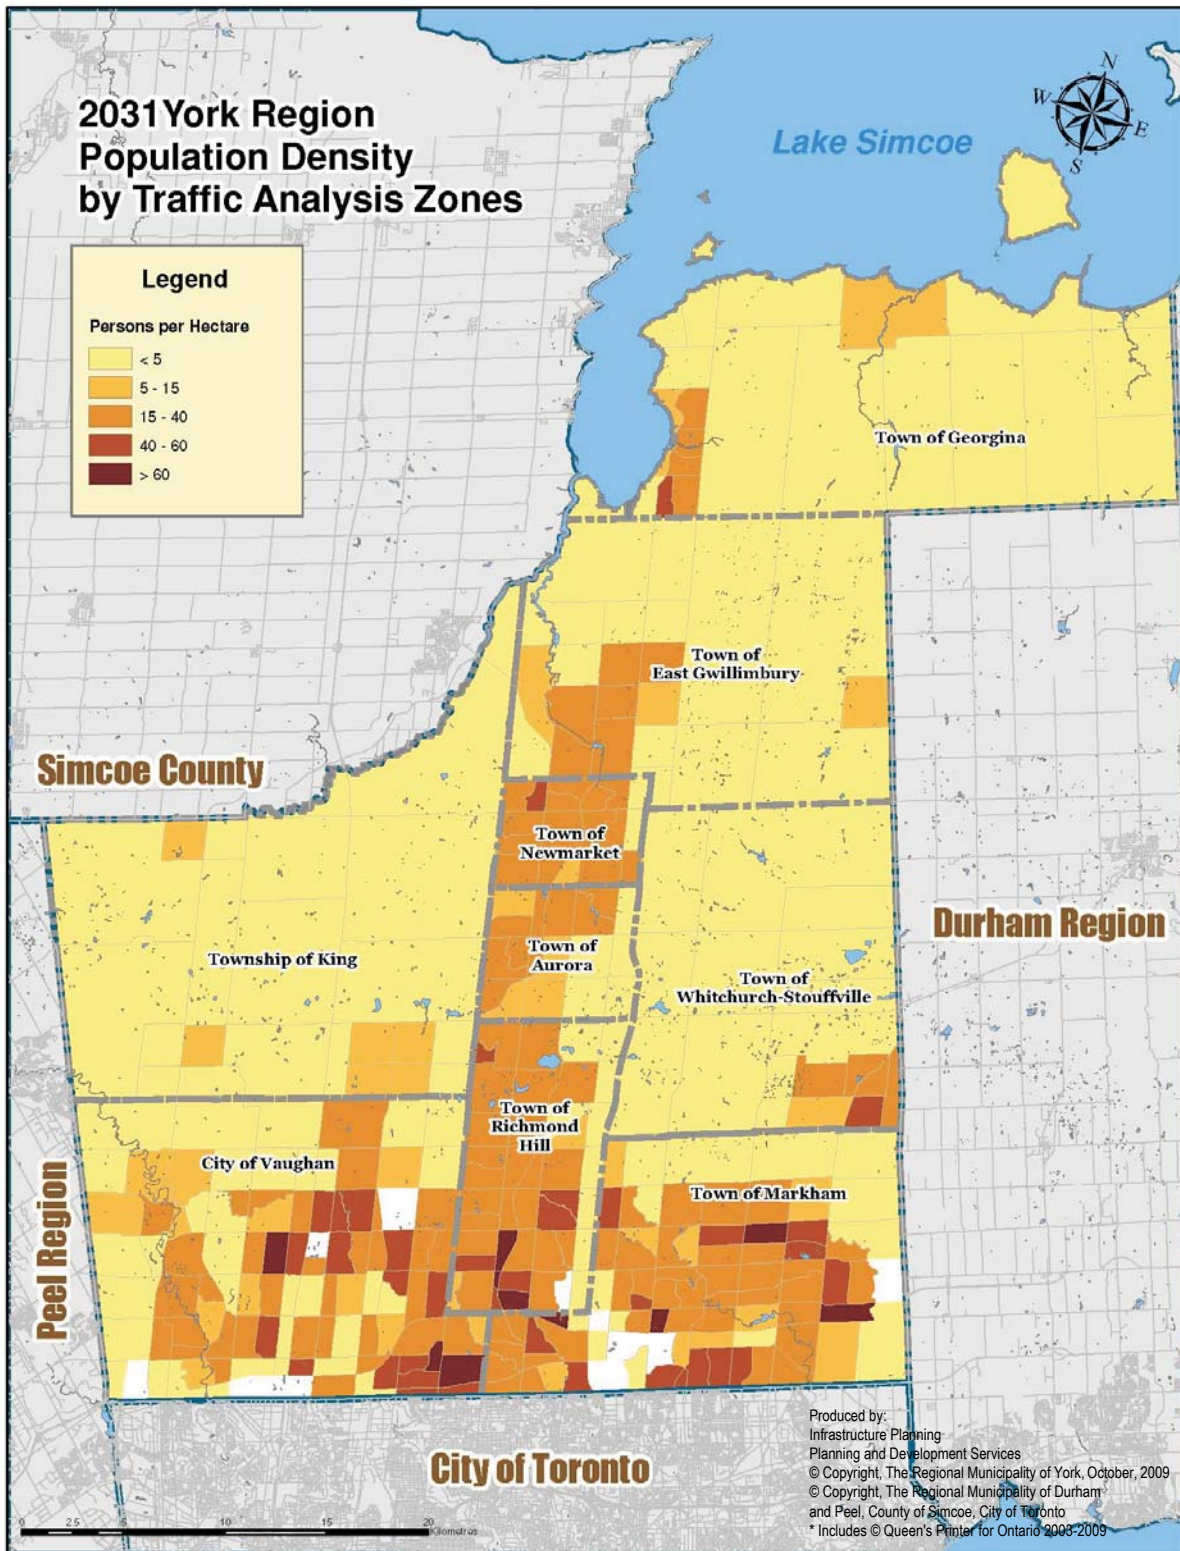 2031York Region
Population Density
by Traffic Analysis Zones
Legend
Persons per Hectare
< 5
5 - 15
15 - 40
40 - 60
> 60
N
W
E
S
Lake Simcoe
Town of Georgina
Town of
East Gwillimbury
Simcoe County
Town of
Newmarket
Durham Region
Township of King
Town of
Aurora
Town of
Whitchurch-Stouffville
Town of
Richmond
Hill
City of Vaughan
Town of Markham
Peel Region
City of Toronto
Produced by:
Infrastructure Planning
Planning and Development Services
© Copyright, The Regional Municipality of York, October, 2009
© Copyright, The Regional Municipality of Durham
and Peel, County of Simcoe, City of Toronto
* Includes © Queen's Printer for Ontario 2003-2009
0 2.5 5 10 15 20
Kilometres